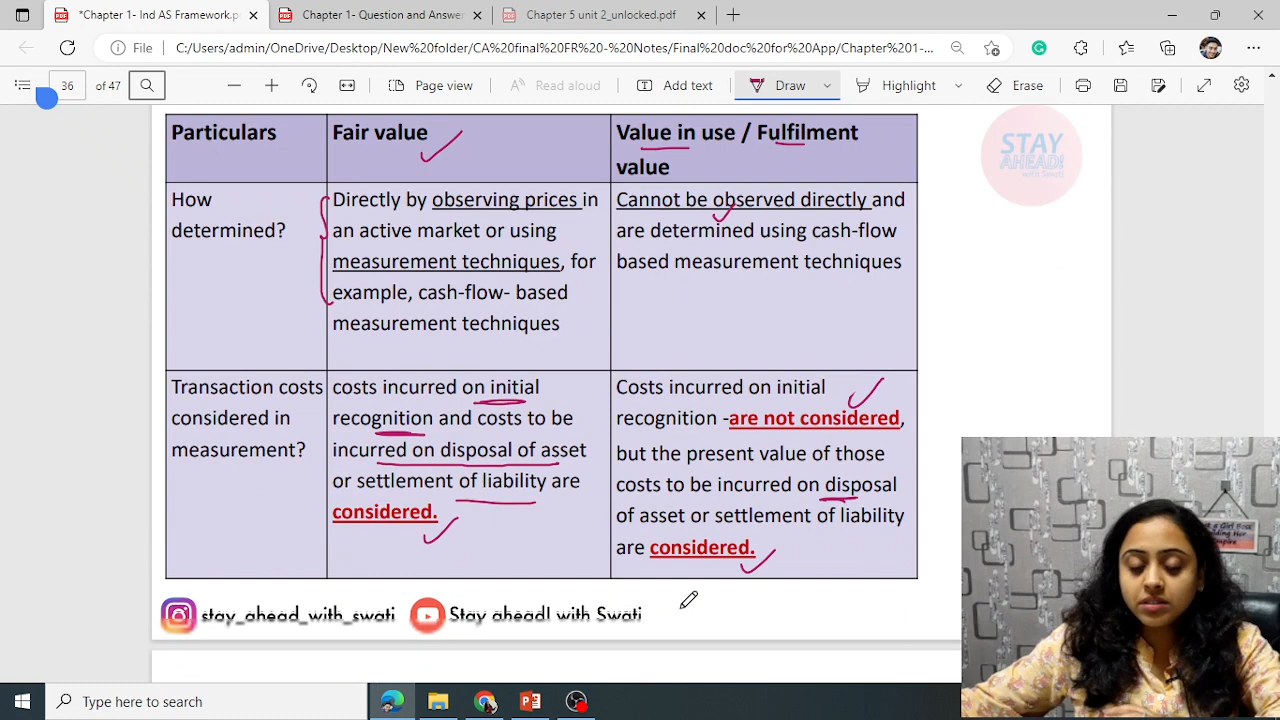 *Chapter 1- Ind AS Framework.p
Chapter 1 - Question and Answe
Chapter 5 unit 2_unlocked.pdf
File
C:/Users/admin/OneDrive/Desktop/New%20folder/CA%20Final%20FR%20-%20Notes/Final%20doc%20for%20App/Chapter%201-...
36 of 47
Page view
Read aloud
Add text
Draw
Highlight
Erase
Particulars
Fair value
Value in use / Fulfilment
value
How
determined?
Directly by observing prices in
an active market or using
measurement techniques, for
example, cash-flow- based
measurement techniques
Cannot be observed directly and
are determined using cash-flow
based measurement techniques
Transaction costs
considered in
measurement?
costs incurred on initial
recognition and costs to be
incurred on disposal of asset
or settlement of liability are
considered.
Costs incurred on initial
recognition -are not considered,
but the present value of those
costs to be incurred on disposal
of asset or settlement of liability
are considered.
STAY
AHEAD!
with Swati
stay_ahead_with_swati
Stay ahead! with Swati
Type here to search